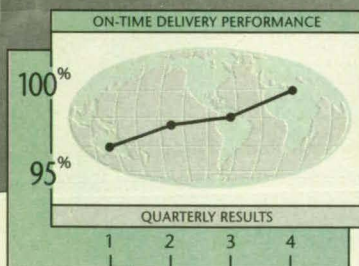 ON-TIME DELIVERY PERFORMANCE
100%
95%
QUARTERLY RESULTS
1 2 3 4